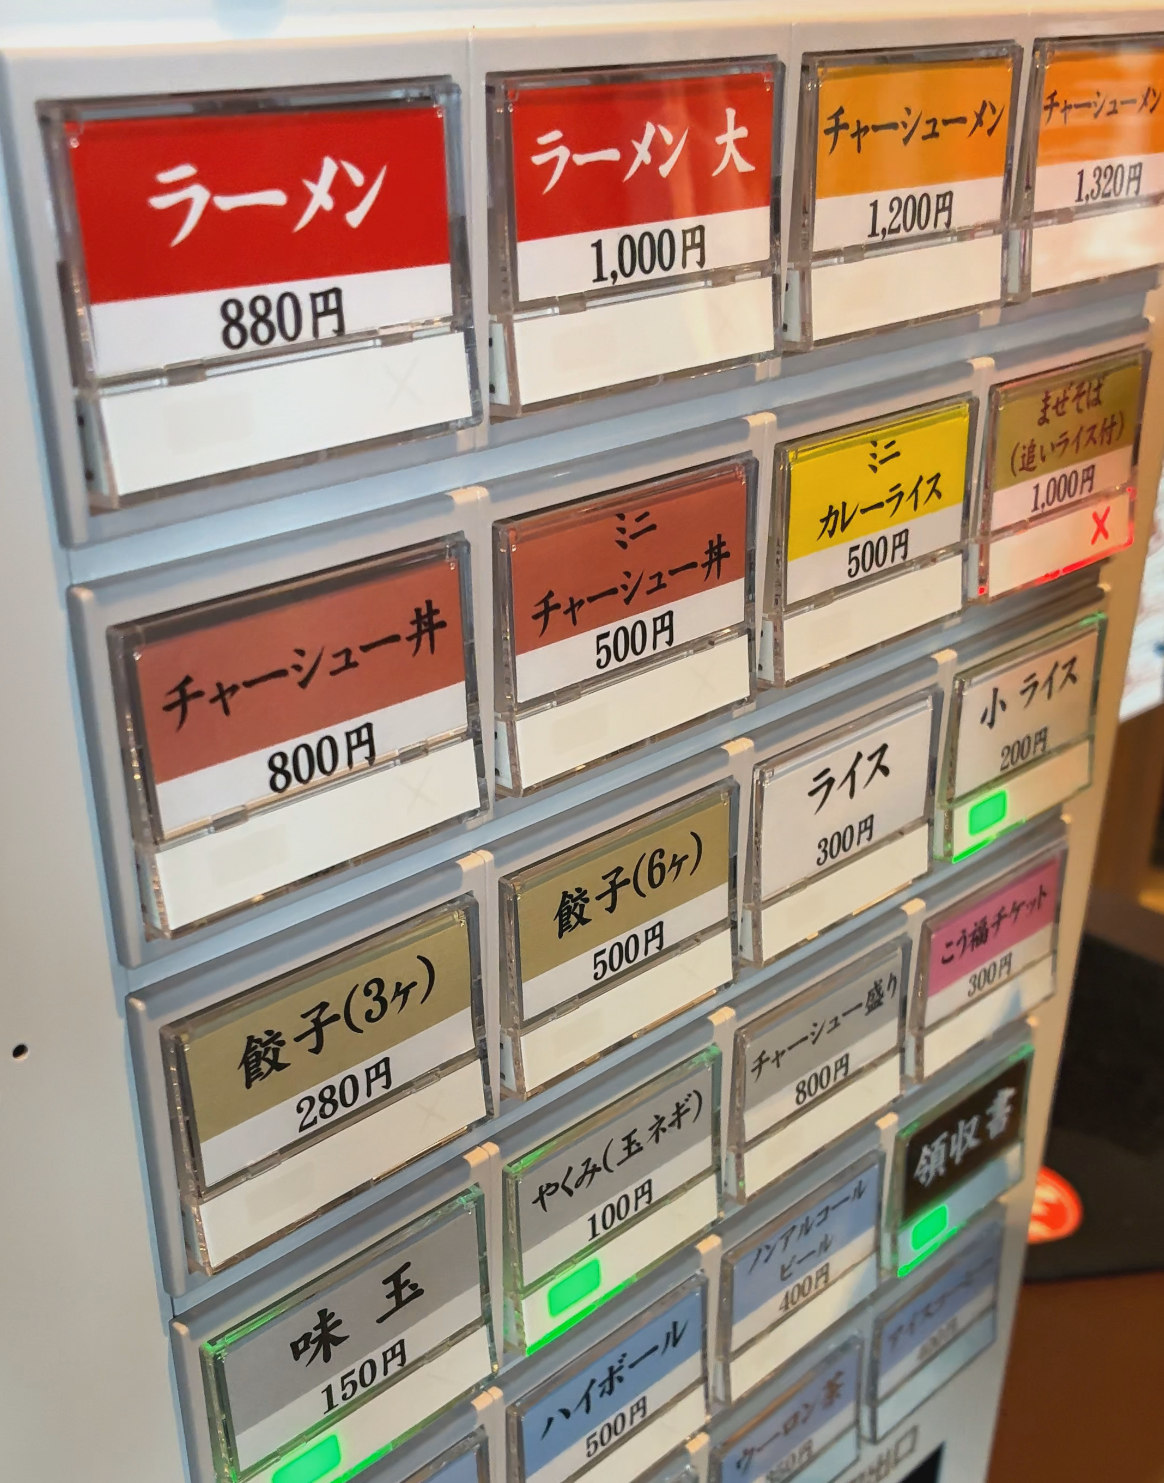 ラーメン
880円
ラーメン 大
1,000円
チャーシューメン
1,200円
チャーシューメン
1,320円
チャーシュー丼
800円
ミニ
チャーシュー丼
500円
ミニ
カレーライス
500円
まぜそば
(追いライス付)
1,000円
X
餃子(3ヶ)
280円
餃子(6ヶ)
500円
ライス
300円
小 ライス
200円
味 玉
150円
やくみ(玉ネギ)
100円
チャーシュー盛り
800円
こう福チケット
300円
ハイボール
500円
ノンアルコール
ビール
400円
領収書
ウーロン茶
アイスコーヒー